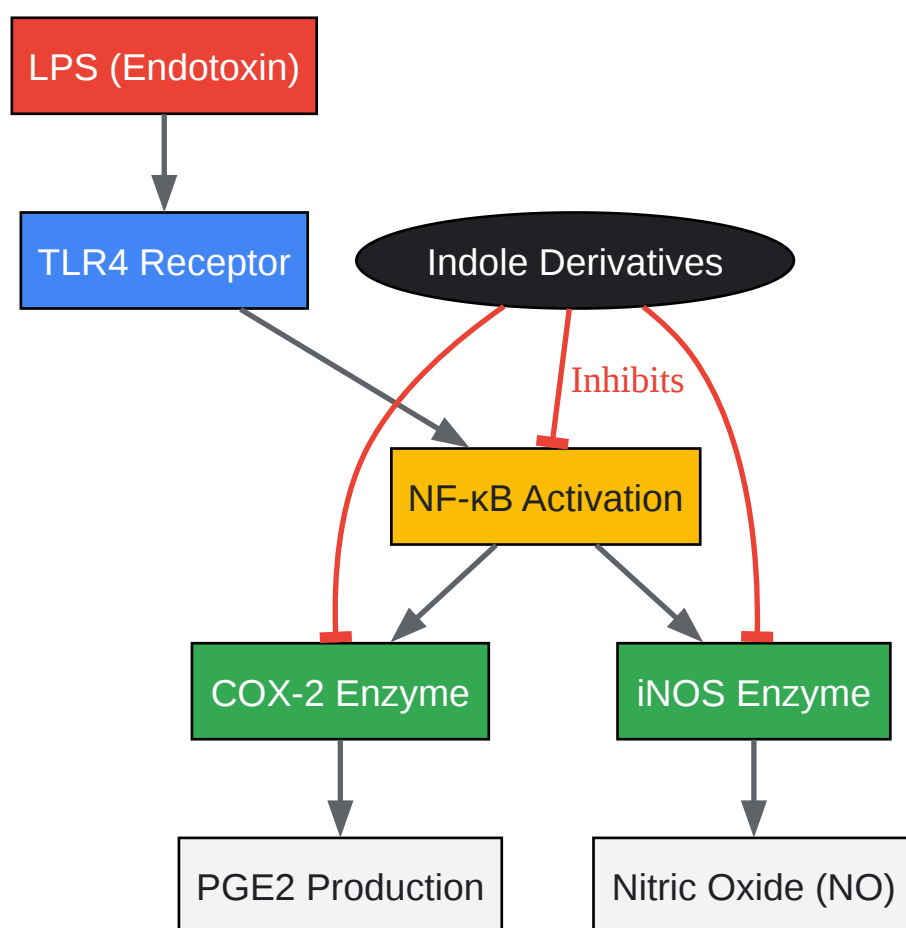 LPS (Endotoxin)
TLR4 Receptor
Indole Derivatives
Inhibits
NF-κB Activation
COX-2 Enzyme
iNOS Enzyme
PGE2 Production
Nitric Oxide (NO)